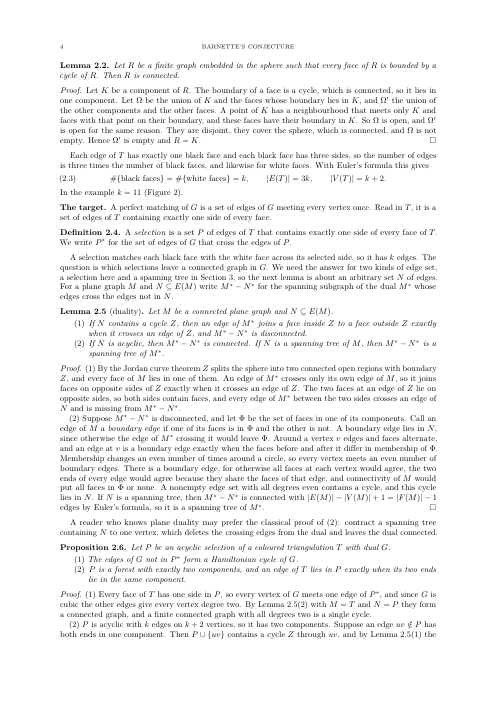 4 BARNETTE'S CONJECTURE
Lemma 2.2. Let R be a finite graph embedded in the sphere such that every face of R is bounded by a
cycle of R. Then R is connected.
Proof. Let K be a component of R. The boundary of a face is a cycle, which is connected, so it lies in
one component. Let Ω be the union of K and the faces whose boundary lies in K, and Ω′ the union of
the other components and the other faces. A point of K has a neighbourhood that meets only K and
faces with that point on their boundary, and these faces have their boundary in K. So Ω is open, and Ω′
is open for the same reason. They are disjoint, they cover the sphere, which is connected, and Ω is not
empty. Hence Ω′ is empty and R = K. □
Each edge of T has exactly one black face and each black face has three sides, so the number of edges
is three times the number of black faces, and likewise for white faces. With Euler's formula this gives
(2.3) #{black faces} = #{white faces} = k, |E(T)| = 3k, |V(T)| = k + 2.
In the example k = 11 (Figure 2).
The target. A perfect matching of G is a set of edges of G meeting every vertex once. Read in T, it is a
set of edges of T containing exactly one side of every face.
Definition 2.4. A selection is a set P of edges of T that contains exactly one side of every face of T.
We write P* for the set of edges of G that cross the edges of P.
A selection matches each black face with the white face across its selected side, so it has k edges. The
question is which selections leave a connected graph in G. We need the answer for two kinds of edge set,
a selection here and a spanning tree in Section 3, so the next lemma is about an arbitrary set N of edges.
For a plane graph M and N ⊆ E(M) write M* − N* for the spanning subgraph of the dual M* whose
edges cross the edges not in N.
Lemma 2.5 (duality). Let M be a connected plane graph and N ⊆ E(M).
(1) If N contains a cycle Z, then an edge of M* joins a face inside Z to a face outside Z exactly
when it crosses an edge of Z, and M* − N* is disconnected.
(2) If N is acyclic, then M* − N* is connected. If N is a spanning tree of M, then M* − N* is a
spanning tree of M*.
Proof. (1) By the Jordan curve theorem Z splits the sphere into two connected open regions with boundary
Z, and every face of M lies in one of them. An edge of M* crosses only its own edge of M, so it joins
faces on opposite sides of Z exactly when it crosses an edge of Z. The two faces at an edge of Z lie on
opposite sides, so both sides contain faces, and every edge of M* between the two sides crosses an edge of
N and is missing from M* − N*.
(2) Suppose M* − N* is disconnected, and let Φ be the set of faces in one of its components. Call an
edge of M a boundary edge if one of its faces is in Φ and the other is not. A boundary edge lies in N,
since otherwise the edge of M* crossing it would leave Φ. Around a vertex v edges and faces alternate,
and an edge at v is a boundary edge exactly when the faces before and after it differ in membership of Φ.
Membership changes an even number of times around a circle, so every vertex meets an even number of
boundary edges. There is a boundary edge, for otherwise all faces at each vertex would agree, the two
ends of every edge would agree because they share the faces of that edge, and connectivity of M would
put all faces in Φ or none. A nonempty edge set with all degrees even contains a cycle, and this cycle
lies in N. If N is a spanning tree, then M* − N* is connected with |E(M)| − |V(M)| + 1 = |F(M)| − 1
edges by Euler's formula, so it is a spanning tree of M*. □
A reader who knows plane duality may prefer the classical proof of (2): contract a spanning tree
containing N to one vertex, which deletes the crossing edges from the dual and leaves the dual connected.
Proposition 2.6. Let P be an acyclic selection of a coloured triangulation T with dual G.
(1) The edges of G not in P* form a Hamiltonian cycle of G.
(2) P is a forest with exactly two components, and an edge of T lies in P exactly when its two ends
lie in the same component.
Proof. (1) Every face of T has one side in P, so every vertex of G meets one edge of P*, and since G is
cubic the other edges give every vertex degree two. By Lemma 2.5(2) with M = T and N = P they form
a connected graph, and a finite connected graph with all degrees two is a single cycle.
(2) P is acyclic with k edges on k + 2 vertices, so it has two components. Suppose an edge uv ∉ P has
both ends in one component. Then P ∪ {uv} contains a cycle Z through uv, and by Lemma 2.5(1) the